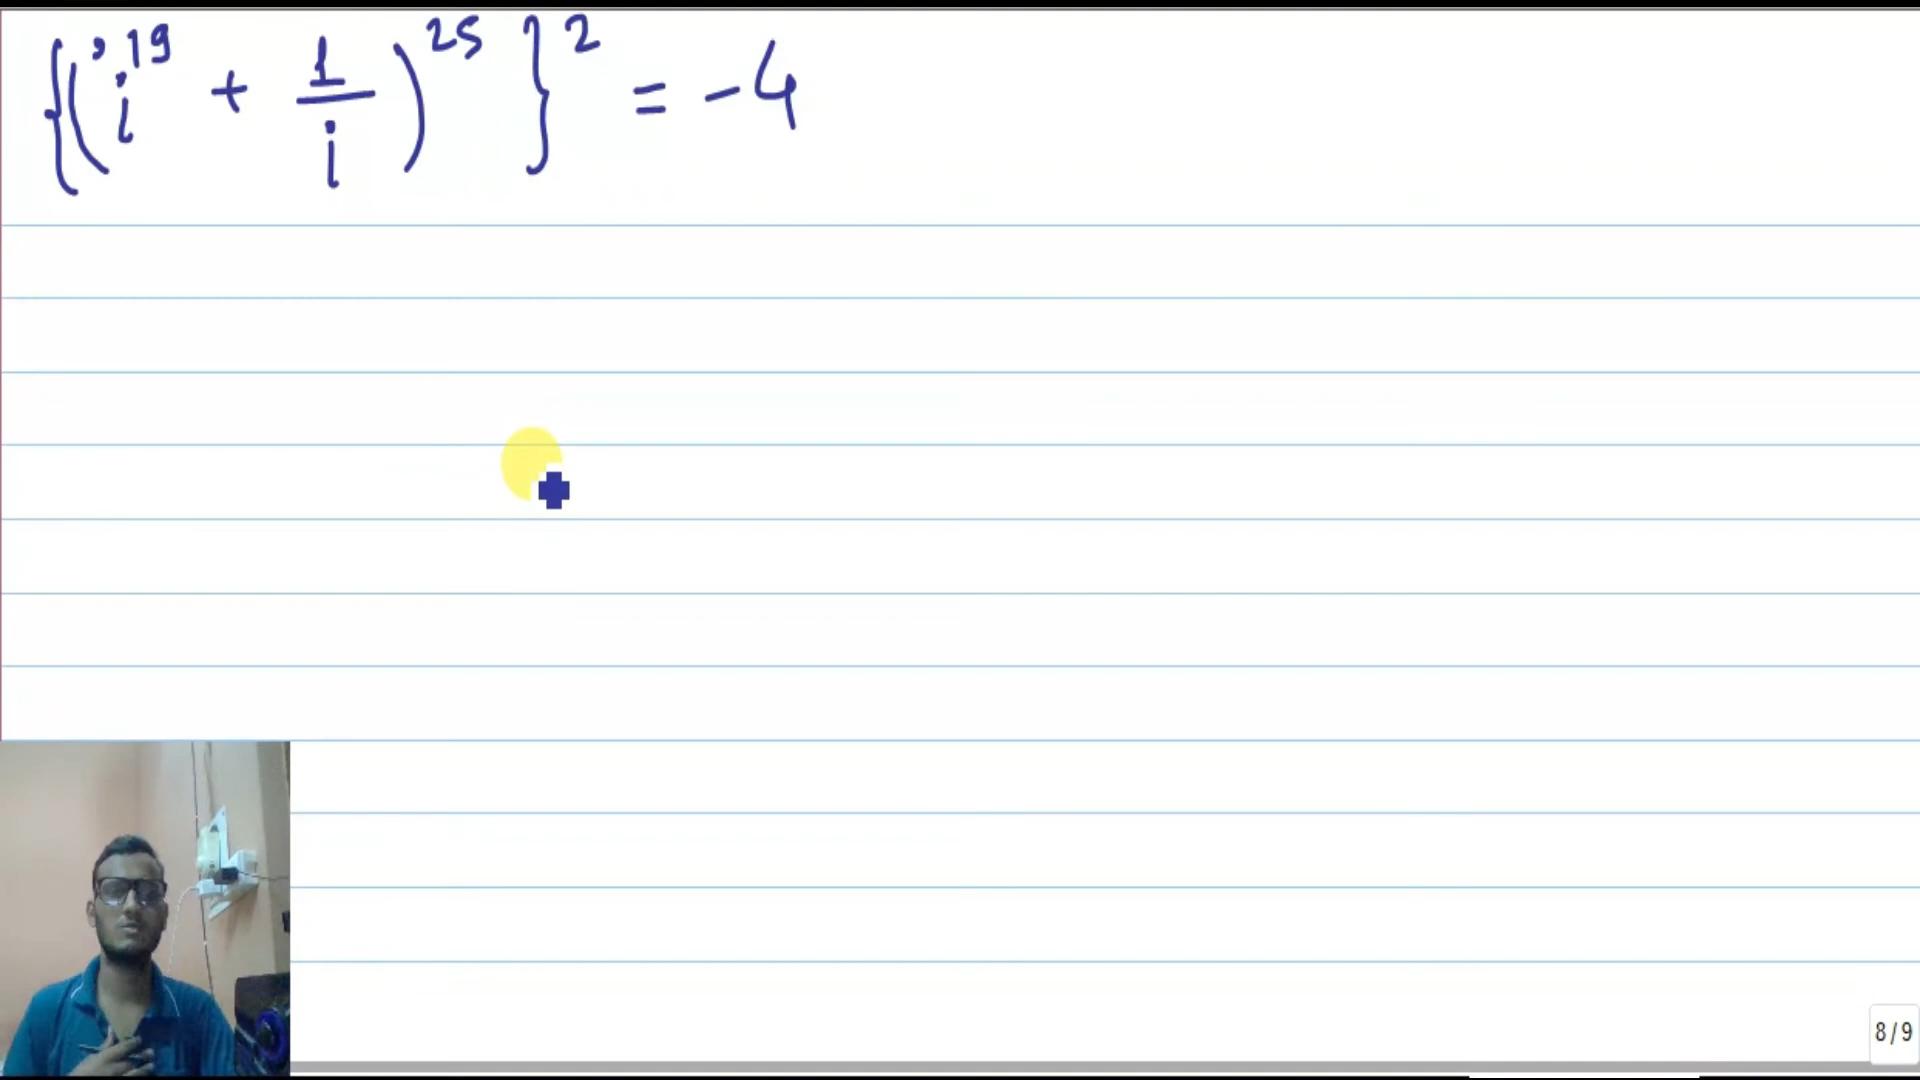 {(i^19 + 1/i)^25}^2 = -4
8/9